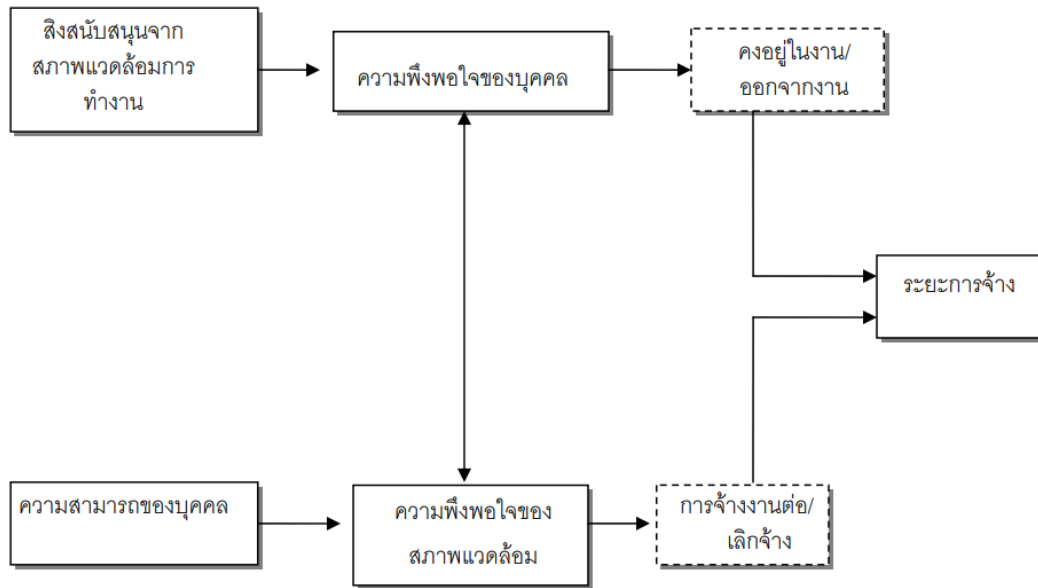 สิงสนับสนุนจาก
สภาพแวดล้อมการ
ทำงาน
ความพึงพอใจของบุคคล
คงอยู่ในงาน/
ออกจากงาน
ระยะการจ้าง
ความสามารถของบุคคล
ความพึงพอใจของ
สภาพแวดล้อม
การจ้างงานต่อ/
เลิกจ้าง